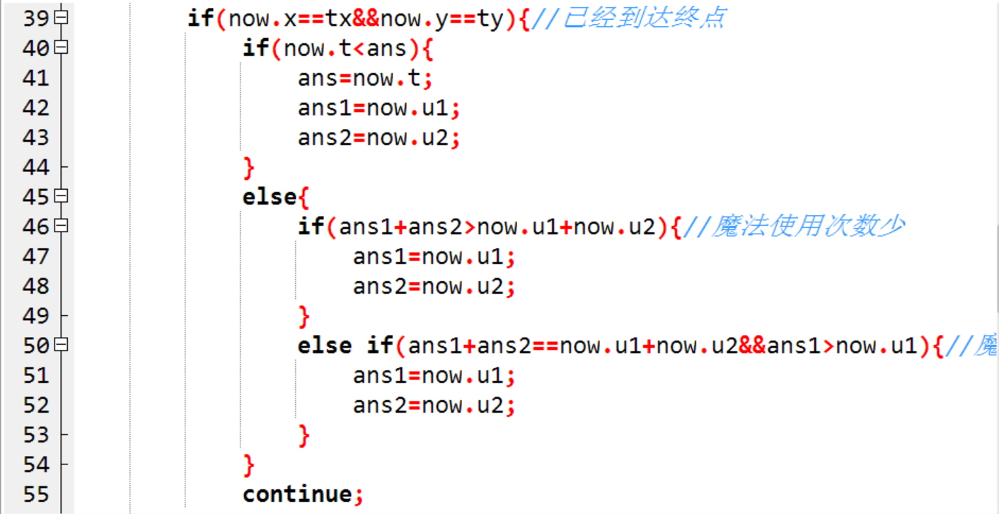 39 if(now.x==tx&&now.y==ty){//已经到达终点
40 if(now.t<ans){
41 ans=now.t;
42 ans1=now.u1;
43 ans2=now.u2;
44 }
45 else{
46 if(ans1+ans2>now.u1+now.u2){//魔法使用次数少
47 ans1=now.u1;
48 ans2=now.u2;
49 }
50 else if(ans1+ans2==now.u1+now.u2&&ans1>now.u1){//魔
51 ans1=now.u1;
52 ans2=now.u2;
53 }
54 }
55 continue;